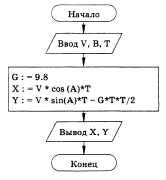 Начало
Ввод V, B, T
G : = 9.8
X : = V * cos (A)*T
Y : = V * sin(A)*T – G*T*T/2
Вывод X, Y
Конец